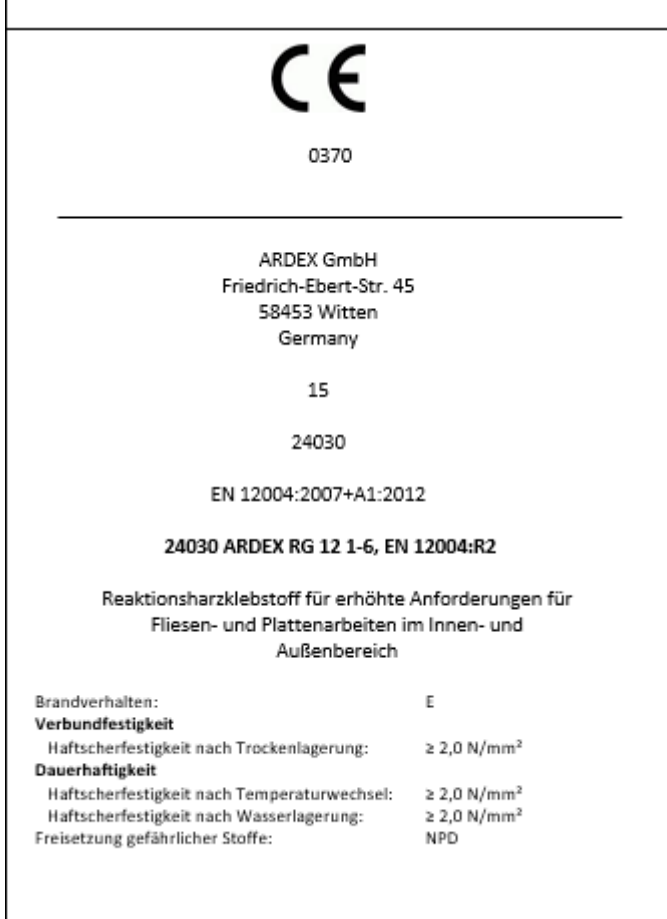 CE
0370
ARDEX GmbH
Friedrich-Ebert-Str. 45
58453 Witten
Germany
15
24030
EN 12004:2007+A1:2012
24030 ARDEX RG 12 1-6, EN 12004:R2
Reaktionsharzklebstoff für erhöhte Anforderungen für
Fliesen- und Plattenarbeiten im Innen- und
Außenbereich
Brandverhalten: E
Verbundfestigkeit
Haftscherfestigkeit nach Trockenlagerung: ≥ 2,0 N/mm²
Dauerhaftigkeit
Haftscherfestigkeit nach Temperaturwechsel: ≥ 2,0 N/mm²
Haftscherfestigkeit nach Wasserlagerung: ≥ 2,0 N/mm²
Freisetzung gefährlicher Stoffe: NPD